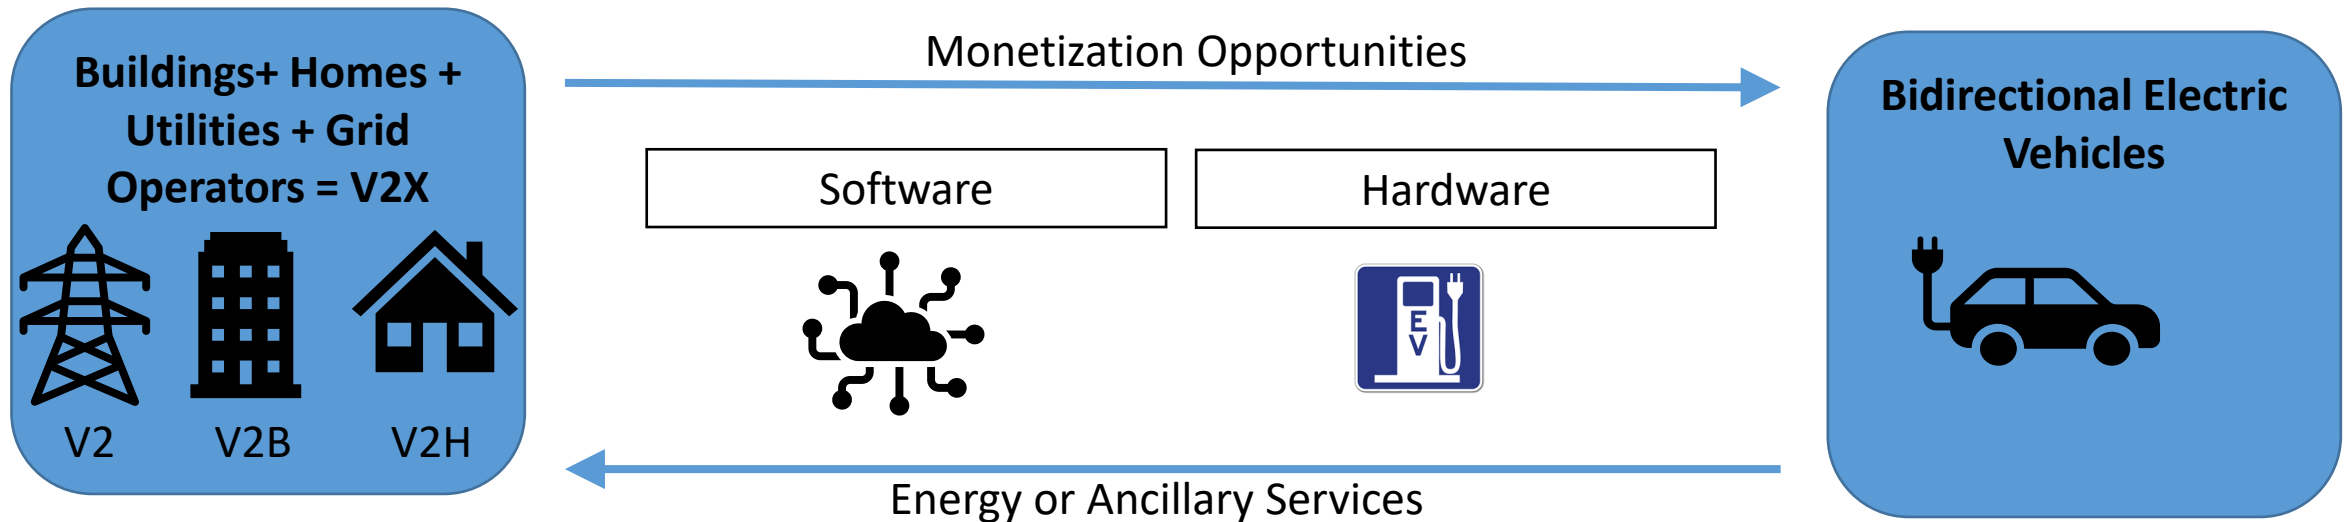 Buildings+ Homes +
Utilities + Grid
Operators = V2X
V2
V2B
V2H
Monetization Opportunities
Software
Hardware
E
V
Energy or Ancillary Services
Bidirectional Electric
Vehicles